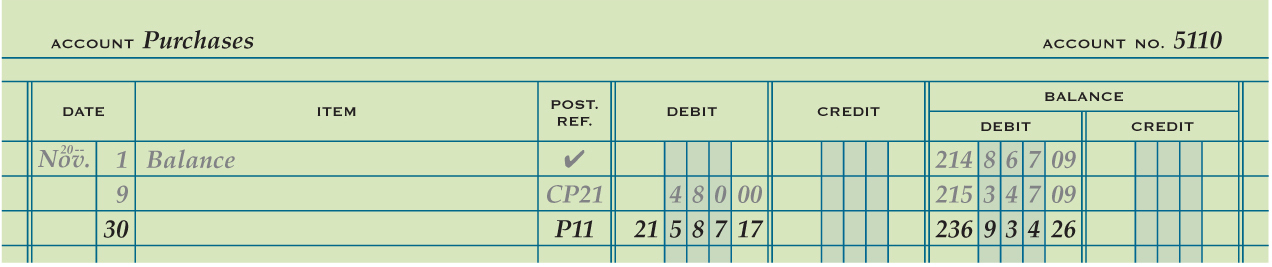 ACCOUNT Purchases ACCOUNT NO. 5110
DATE ITEM POST. REF. DEBIT CREDIT BALANCE
DEBIT CREDIT
20-- Nov. 1 Balance ✔ 214 8 6 7 09
9 CP21 4 8 0 00 215 3 4 7 09
30 P11 21 5 8 7 17 236 9 3 4 26